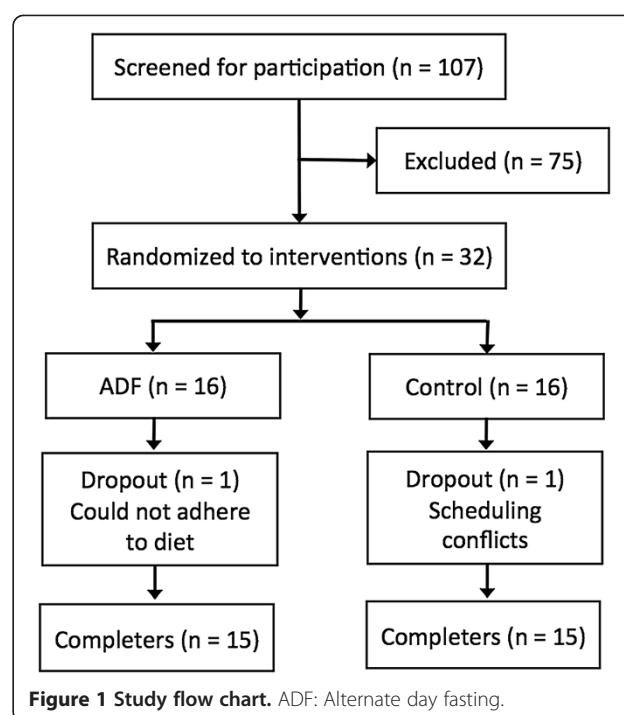 Screened for participation (n = 107)
Excluded (n = 75)
Randomized to interventions (n = 32)
ADF (n = 16)
Control (n = 16)
Dropout (n = 1)
Could not adhere
to diet
Dropout (n = 1)
Scheduling
conflicts
Completers (n = 15)
Completers (n = 15)
Figure 1 Study flow chart. ADF: Alternate day fasting.